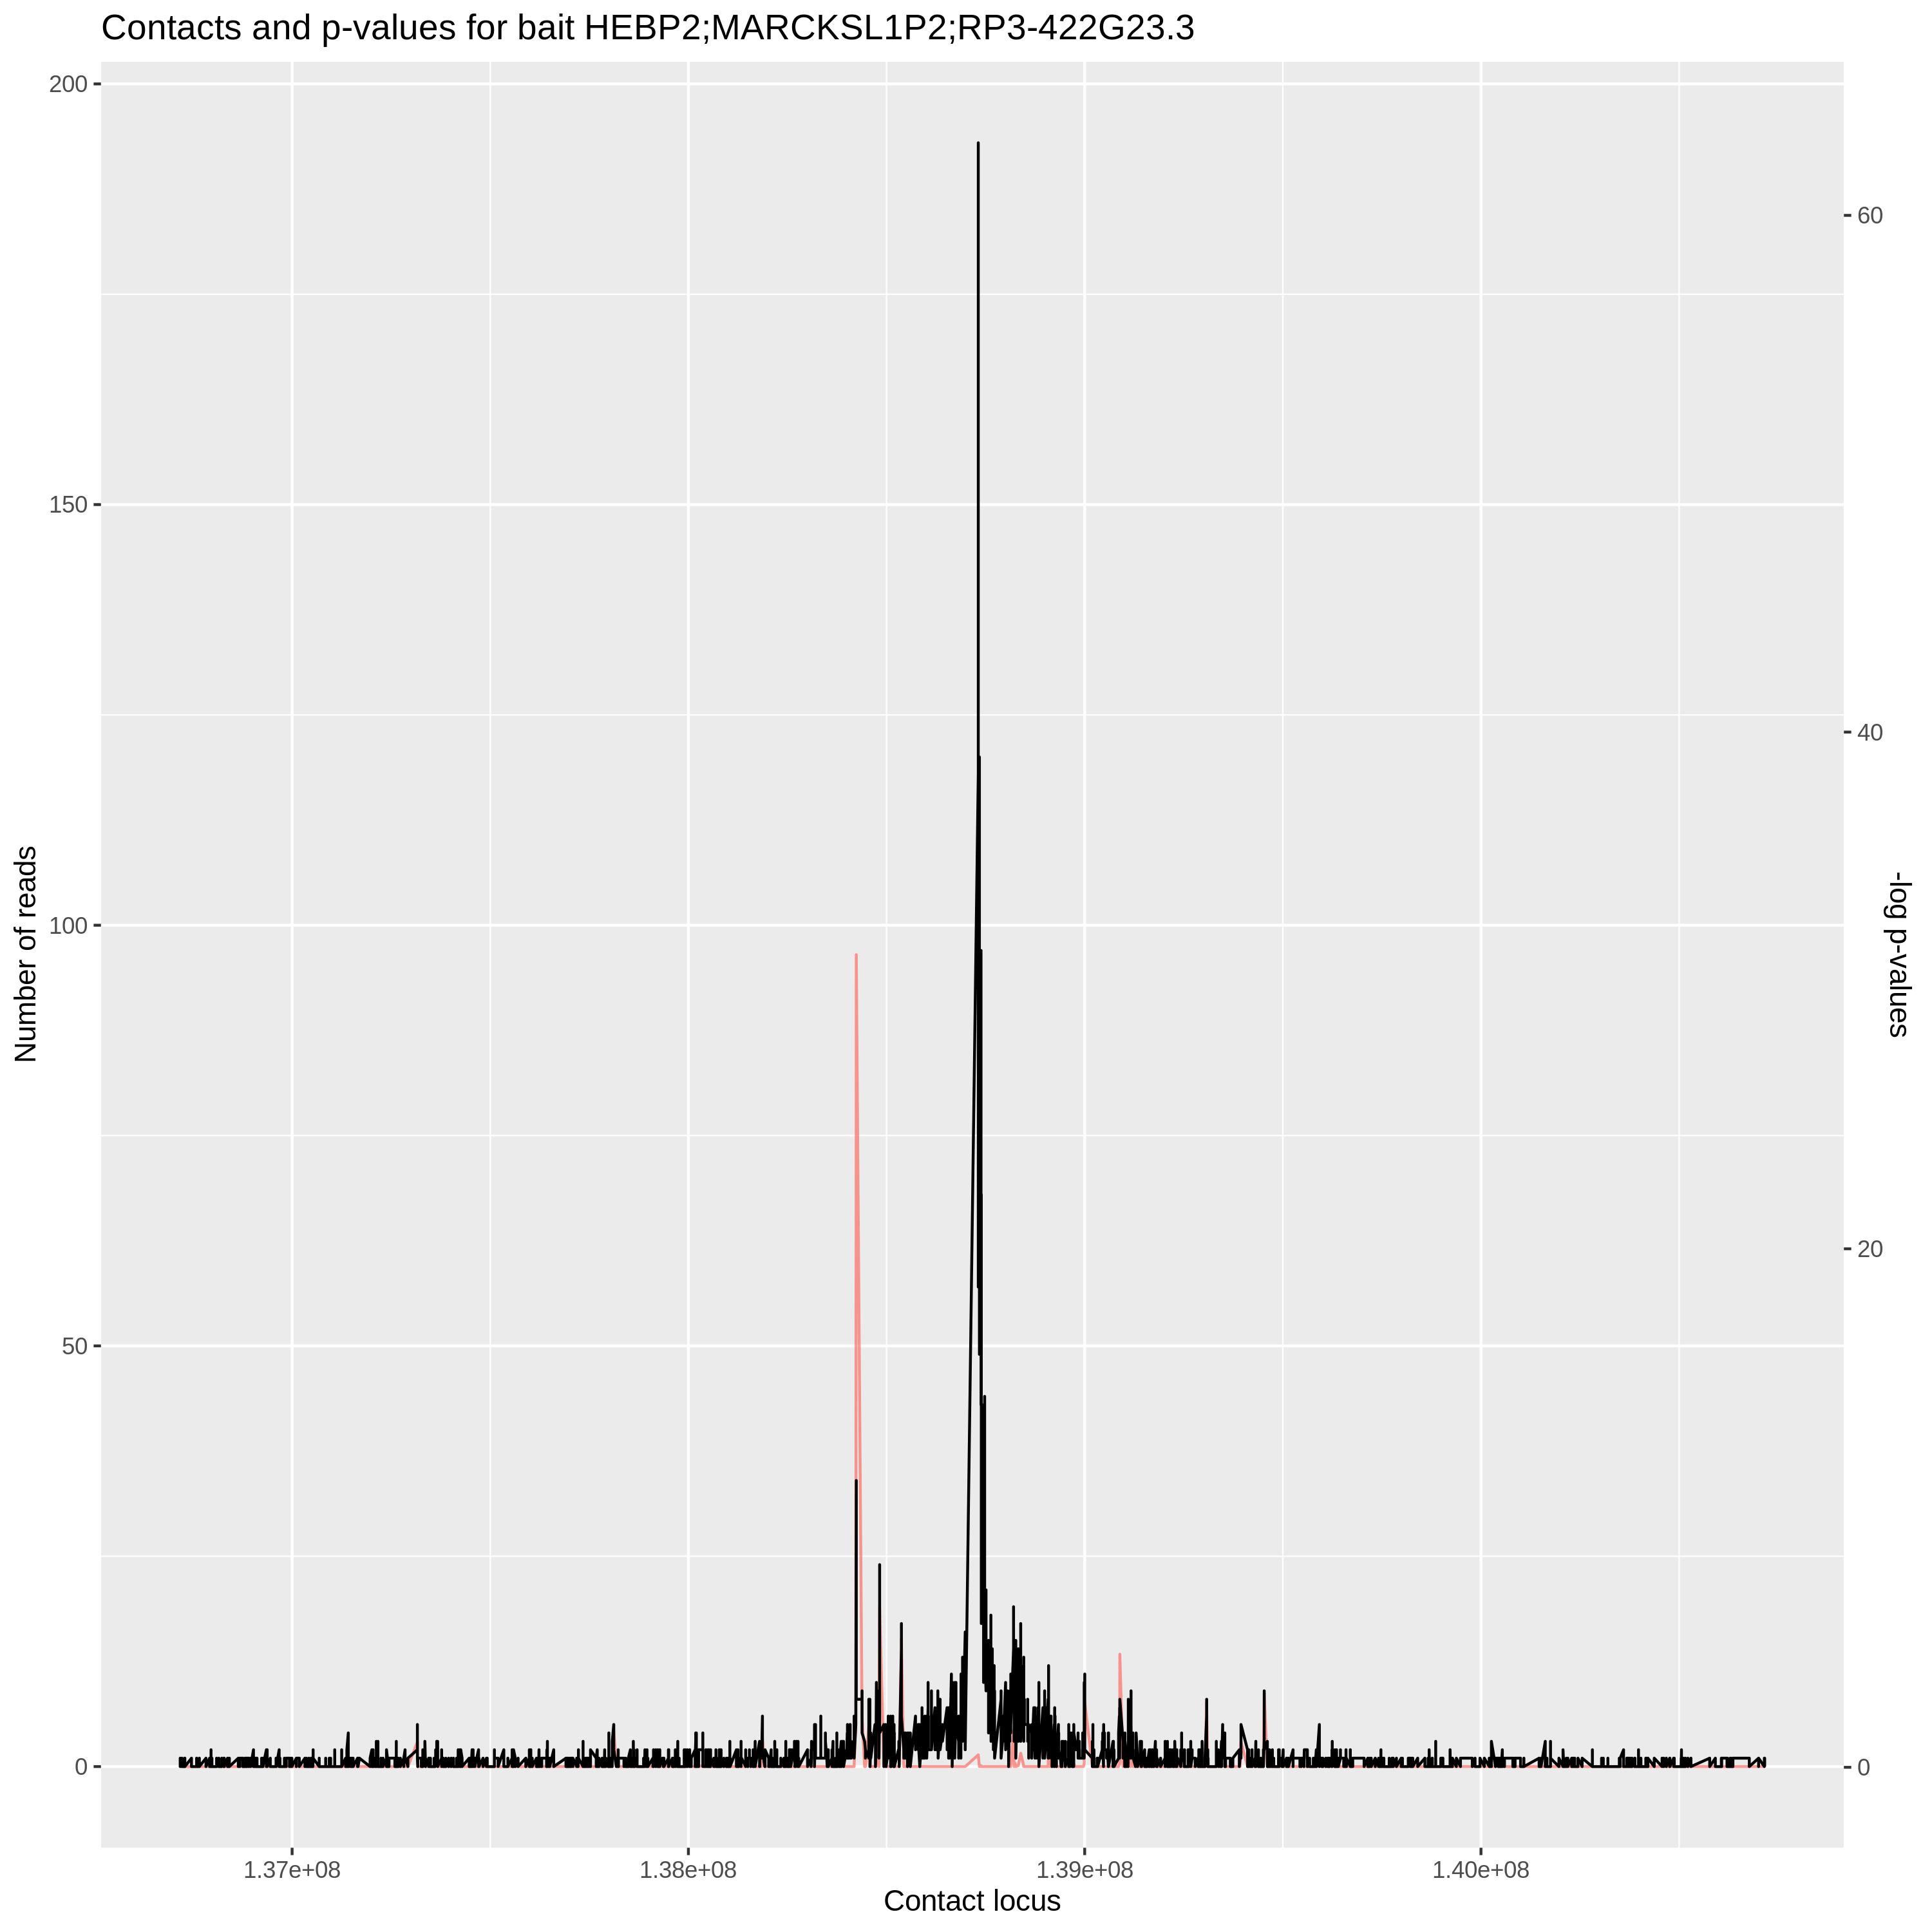 Contacts and p-values for bait HEBP2;MARCKSL1P2;RP3-422G23.3
200
150
100
50
0
Number of reads
60
40
20
0
-log p-values
1.37e+08
1.38e+08
1.39e+08
1.40e+08
Contact locus